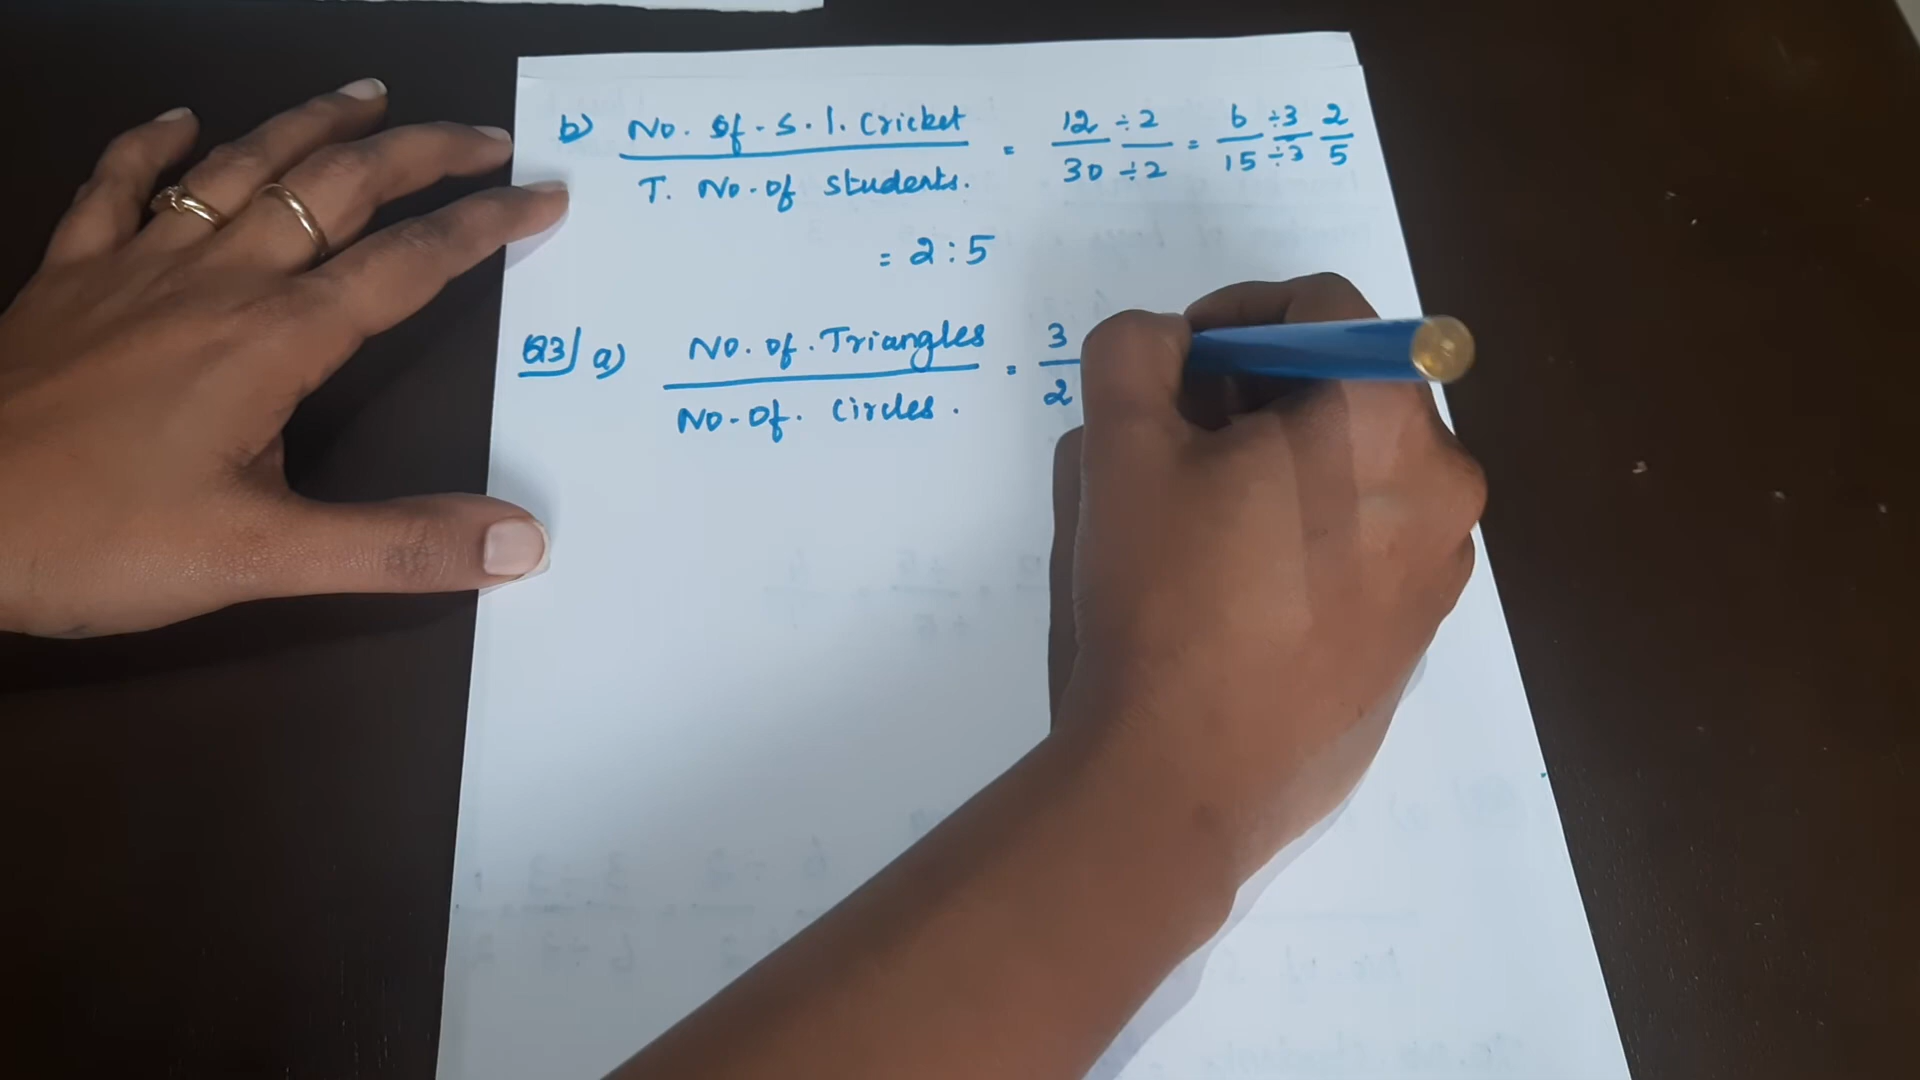 b) No. of. S. I. Cricket / T. No. of students. = 12 ÷2 / 30 ÷2 = 6 ÷3 / 15 ÷3 2 / 5
= 2 : 5
Q3/ a) No. of. Triangles / No. of. Circles. = 3 / 2